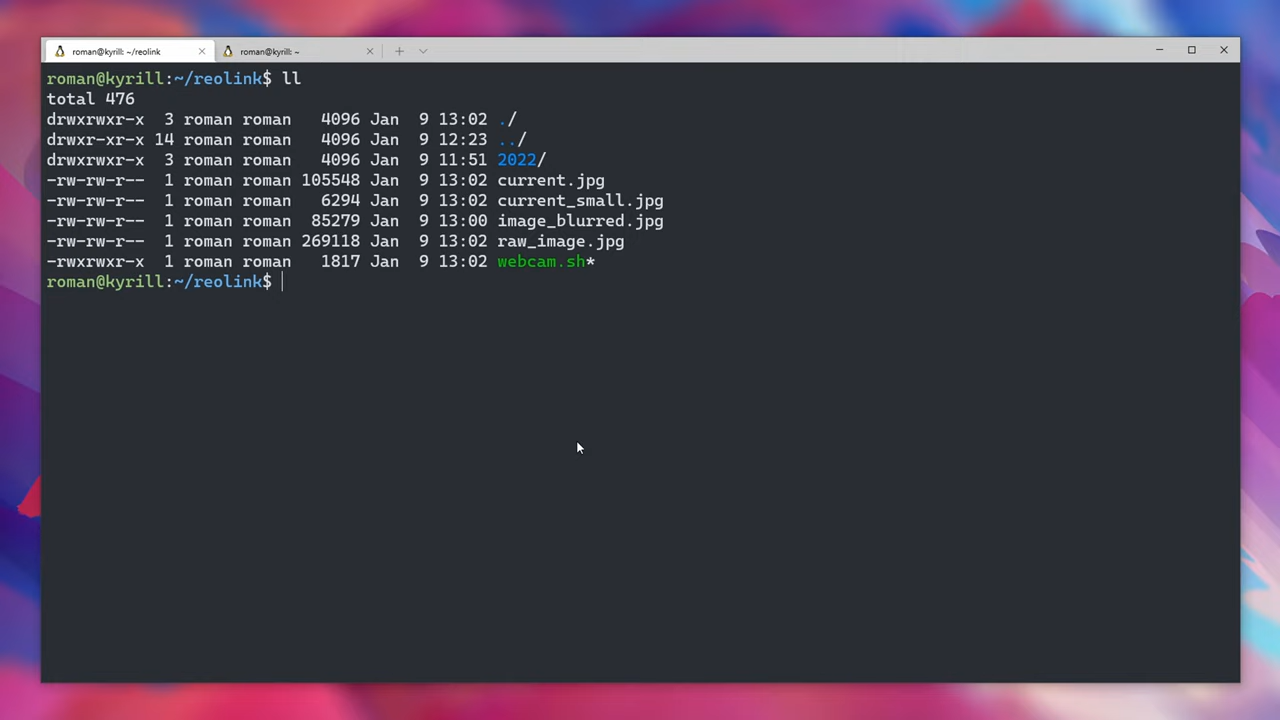 roman@kyrill: ~/reolink
roman@kyrill: ~
roman@kyrill:~/reolink$ ll
total 476
drwxrwxr-x  3 roman roman   4096 Jan  9 13:02 ./
drwxr-xr-x 14 roman roman   4096 Jan  9 12:23 ../
drwxrwxr-x  3 roman roman   4096 Jan  9 11:51 2022/
-rw-rw-r--  1 roman roman 105548 Jan  9 13:02 current.jpg
-rw-rw-r--  1 roman roman   6294 Jan  9 13:02 current_small.jpg
-rw-rw-r--  1 roman roman  85279 Jan  9 13:00 image_blurred.jpg
-rw-rw-r--  1 roman roman 269118 Jan  9 13:02 raw_image.jpg
-rwxrwxr-x  1 roman roman   1817 Jan  9 13:02 webcam.sh*
roman@kyrill:~/reolink$